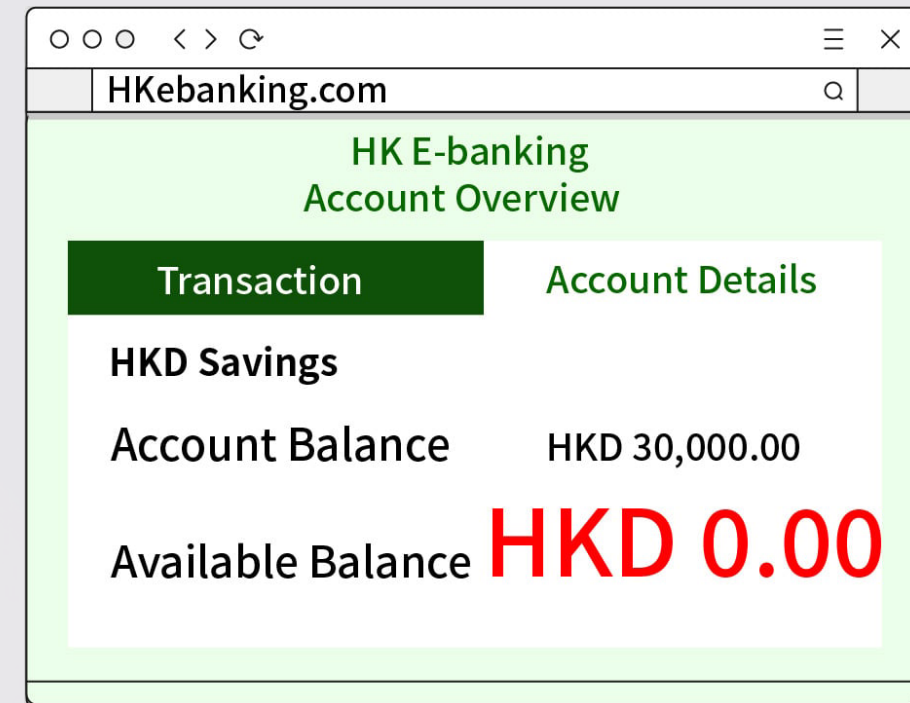 HKebanking.com
HK E-banking
Account Overview
Transaction Account Details
HKD Savings
Account Balance HKD 30,000.00
Available Balance HKD 0.00